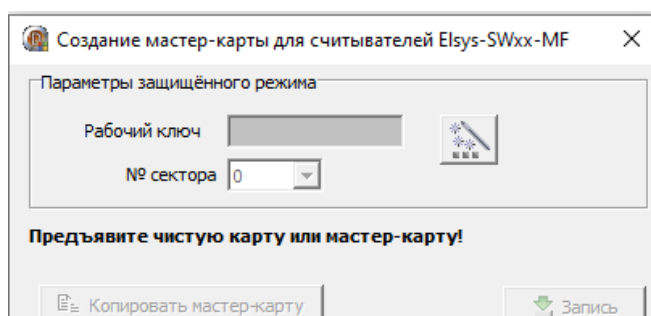 Создание мастер-карты для считывателей Elsys-SWxx-MF
Параметры защищённого режима
Рабочий ключ
№ сектора 0
Предъявите чистую карту или мастер-карту!
Копировать мастер-карту Запись